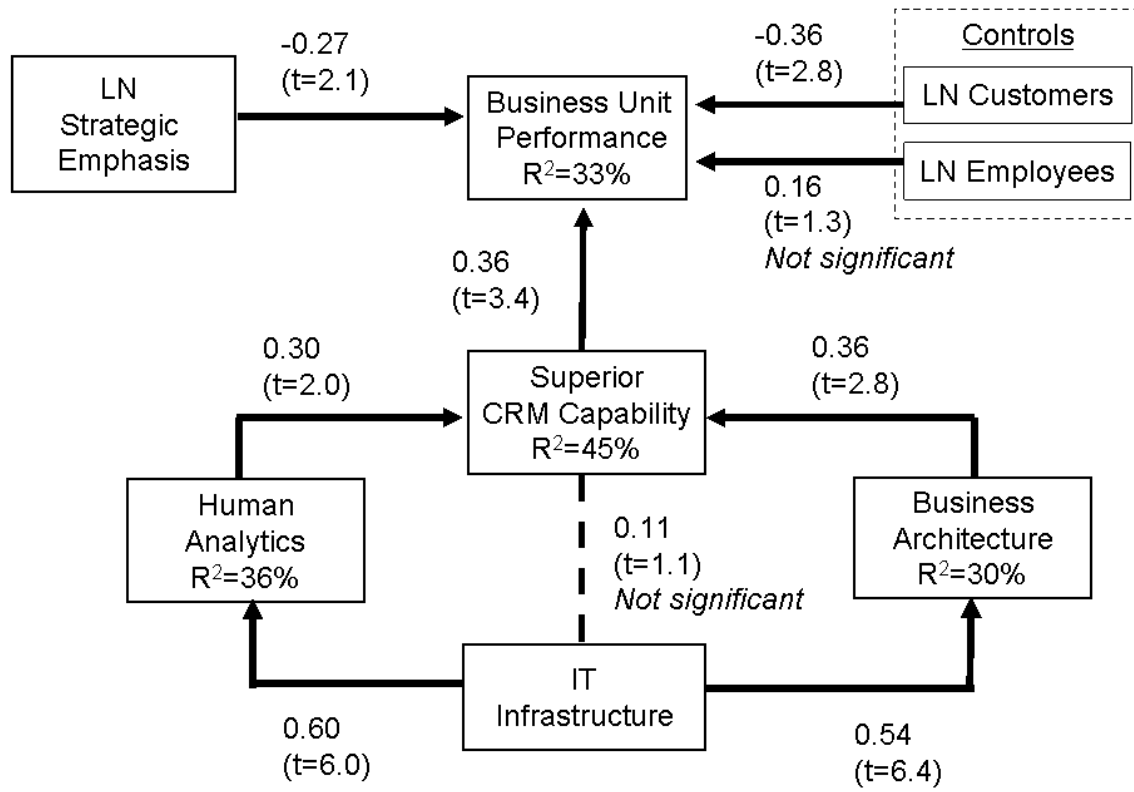 -0.27
(t=2.1)
-0.36
(t=2.8)
Controls
LN
Strategic
Emphasis
Business Unit
Performance
R²=33%
LN Customers
LN Employees
0.16
(t=1.3)
Not significant
0.36
(t=3.4)
0.30
(t=2.0)
Superior
CRM Capability
R²=45%
0.36
(t=2.8)
Human
Analytics
R²=36%
0.11
(t=1.1)
Not significant
Business
Architecture
R²=30%
IT
Infrastructure
0.60
(t=6.0)
0.54
(t=6.4)